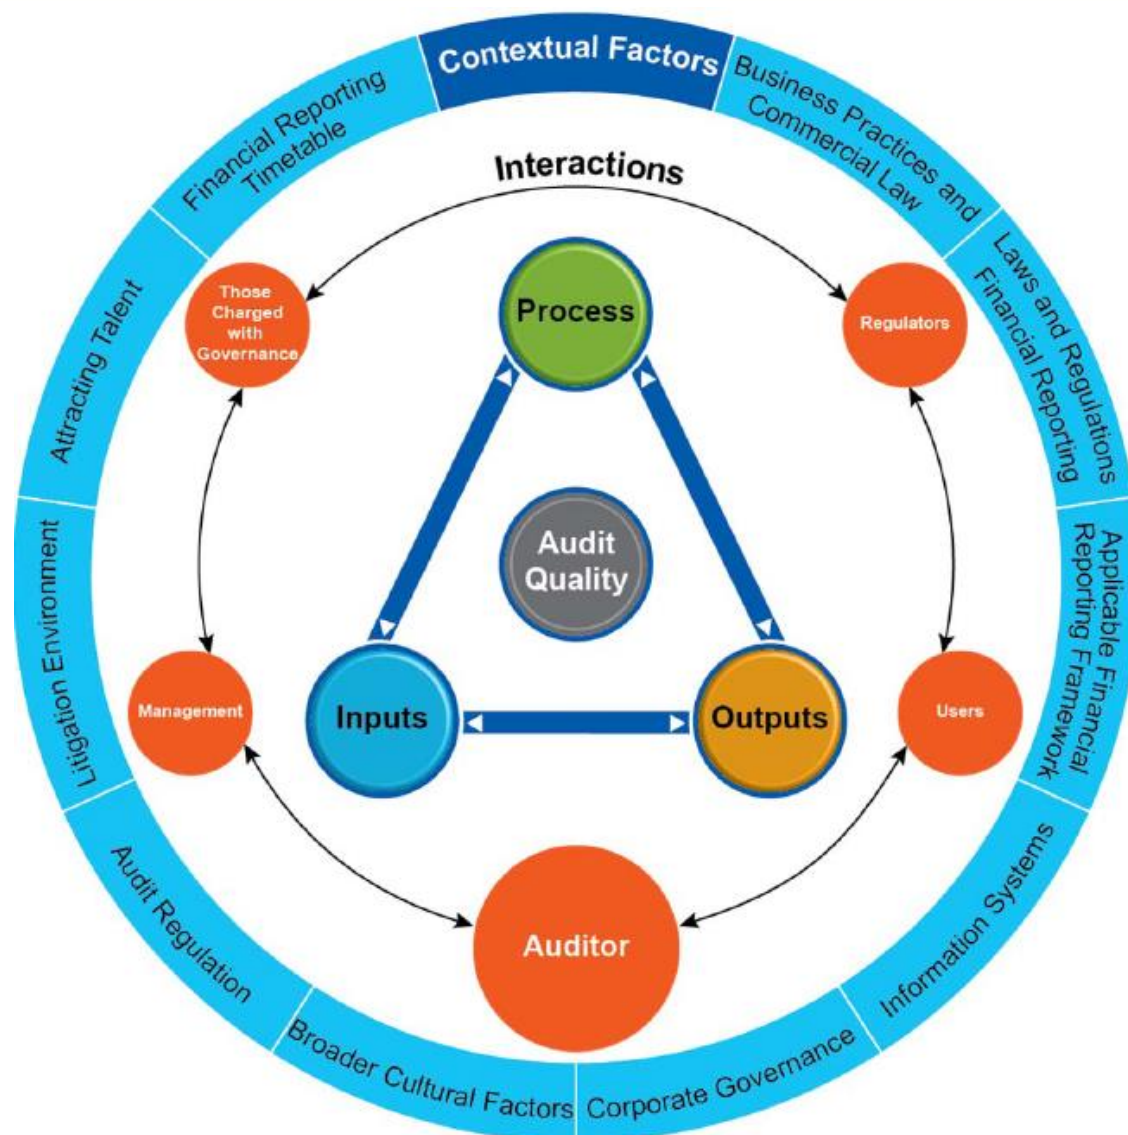 Contextual Factors
Business Practices and
Commercial Law
Laws and Regulations
Financial Reporting
Applicable Financial
Reporting Framework
Information Systems
Corporate Governance
Broader Cultural Factors
Audit Regulation
Litigation Environment
Attracting Talent
Financial Reporting
Timetable
Interactions
Those
Charged
with
Governance
Regulators
Management
Users
Auditor
Process
Audit
Quality
Inputs
Outputs